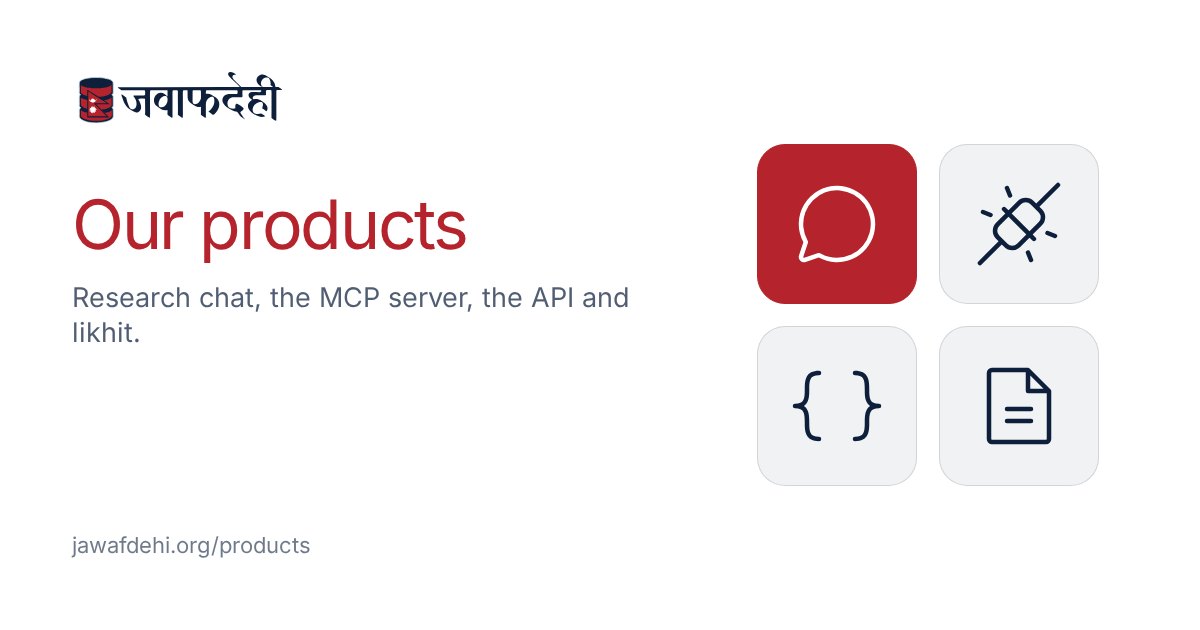 जवाफदेही
Our products
Research chat, the MCP server, the API and
likhit.
{ }
jawafdehi.org/products